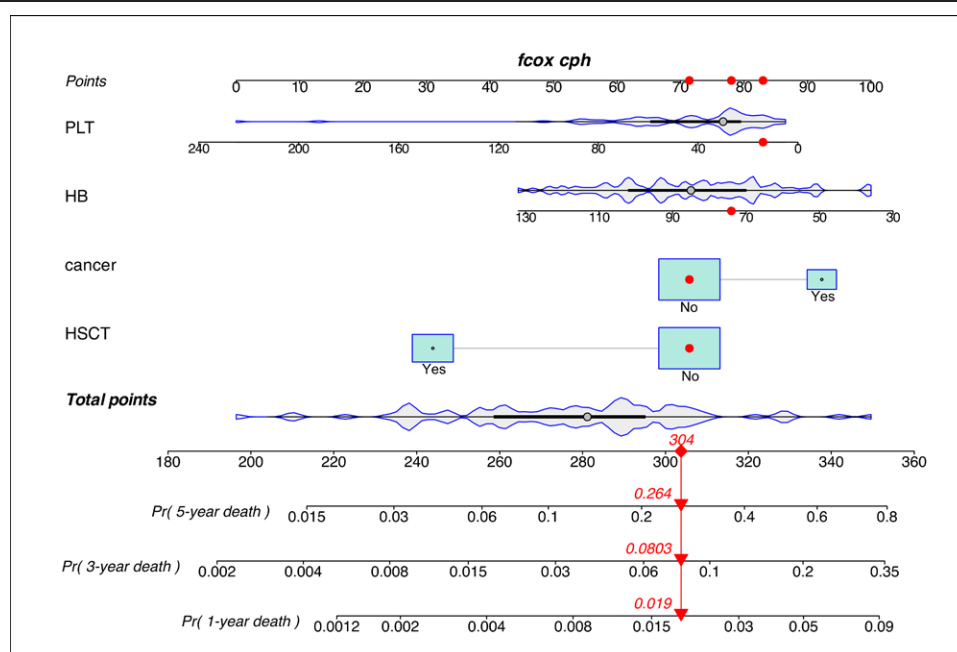 fcox cph
Points
0 10 20 30 40 50 60 70 80 90 100
PLT
240 200 160 120 80 40 0
HB
130 110 90 70 50 30
cancer
No Yes
HSCT
Yes No
Total points
304
180 200 220 240 260 280 300 320 340 360
0.264
Pr( 5-year death ) 0.015 0.03 0.06 0.1 0.2 0.4 0.6 0.8
0.0803
Pr( 3-year death ) 0.002 0.004 0.008 0.015 0.03 0.06 0.1 0.2 0.35
0.019
Pr( 1-year death ) 0.0012 0.002 0.004 0.008 0.015 0.03 0.05 0.09